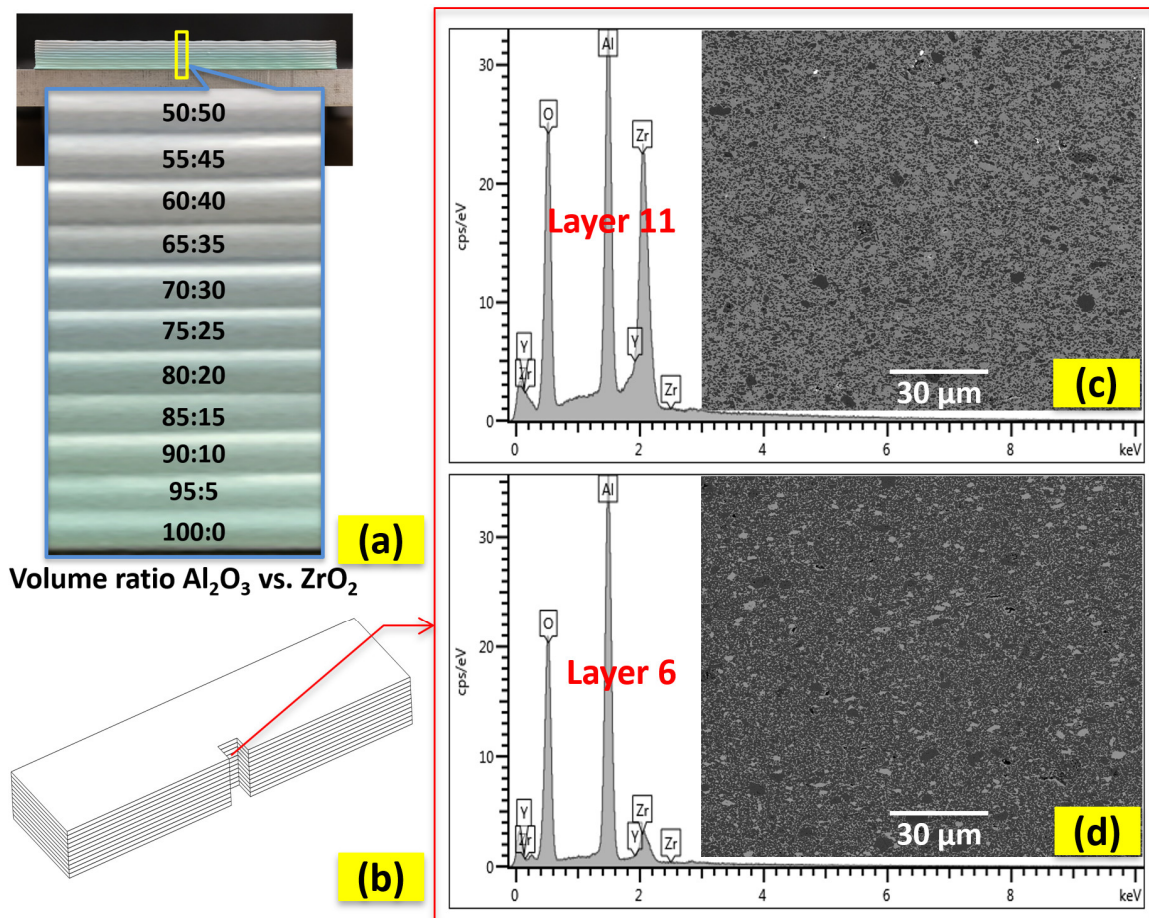 50:50
55:45
60:40
65:35
70:30
75:25
80:20
85:15
90:10
95:5
100:0
(a)
Volume ratio Al₂O₃ vs. ZrO₂
(b)
cps/eV
30
20
10
0
Al
O
Zr
Layer 11
Y
Y
Zr
Zr
0 2 4 6 8 keV
30 µm
(c)
cps/eV
30
20
10
0
Al
O
Layer 6
Y
Zr
Zr
Y
Zr
0 2 4 6 8 keV
30 µm
(d)